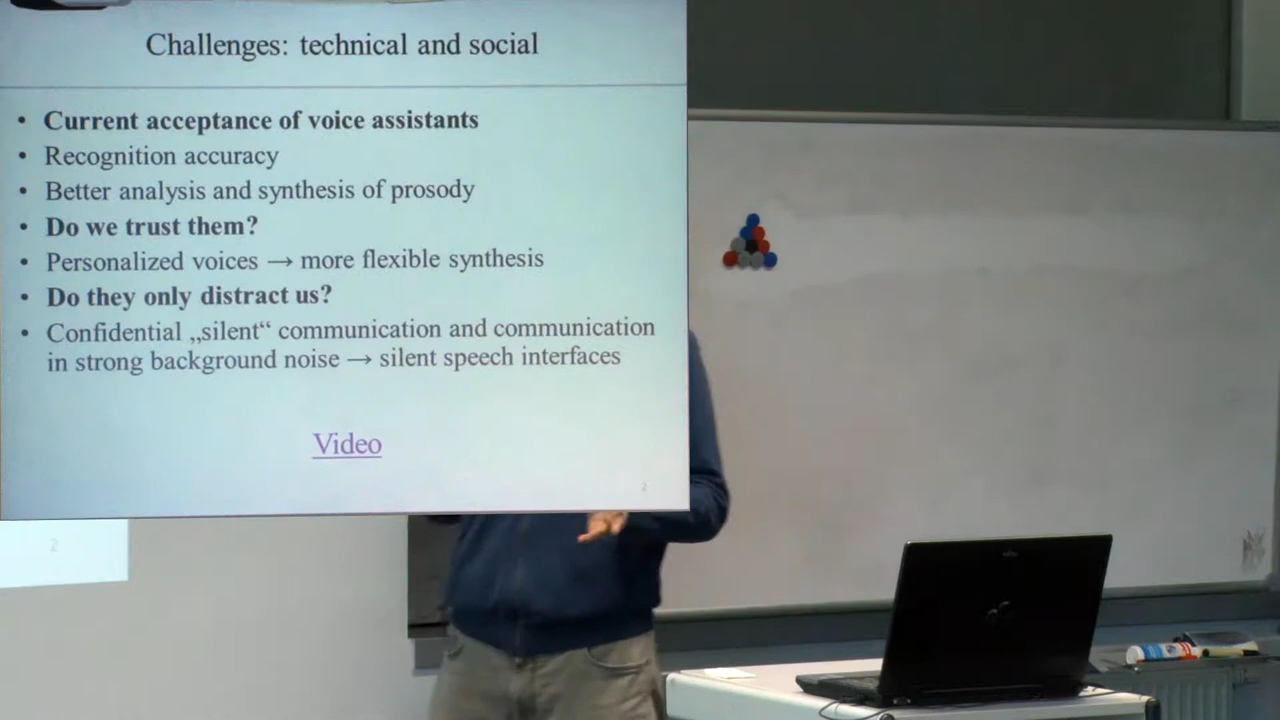 Challenges: technical and social
• Current acceptance of voice assistants
• Recognition accuracy
• Better analysis and synthesis of prosody
• Do we trust them?
• Personalized voices → more flexible synthesis
• Do they only distract us?
• Confidential „silent“ communication and communication
in strong background noise → silent speech interfaces
Video
2
2